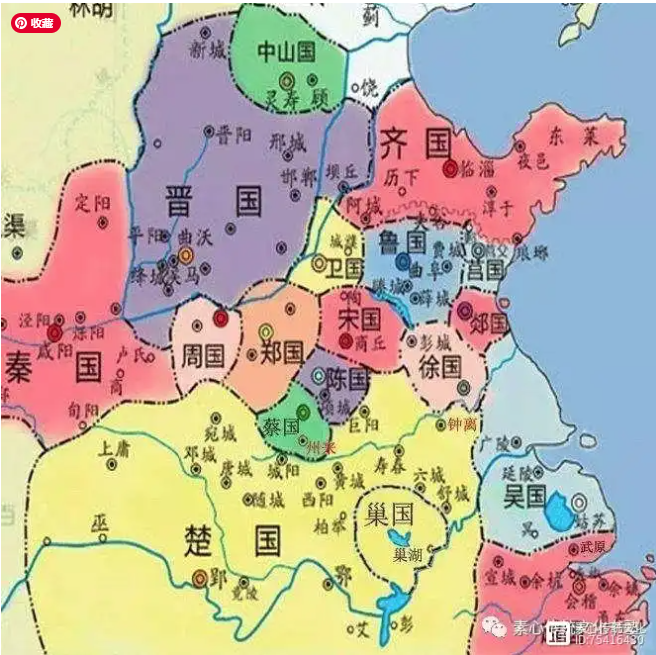 林胡
收藏
蓟
新城
中山国
灵寿
顾
饶
晋阳
邢城
邯郸
坝丘
齐国
历下
临淄
夜邑
东莱
淳于
阿城
定阳
晋国
平阳
曲沃
绛城
渠
城濮
卫国
鲁国
费城
曲阜
莒国
琅琊
滕城
薛城
陶
宋国
商丘
郯国
彭城
徐国
泾阳
栎阳
咸阳
秦国
卢氏
商
旬阳
周国
郑国
陈国
项城
蔡国
州来
巨阳
钟离
上庸
宛城
邓城
唐城
城阳
随城
西阳
黄城
寿春
六城
舒城
柏举
巢国
巢湖
巫
楚国
郢
竟陵
鄂
艾
彭
广陵
延陵
吴国
姑苏
吴
武原
宣城
余杭
会稽
ID:75416430